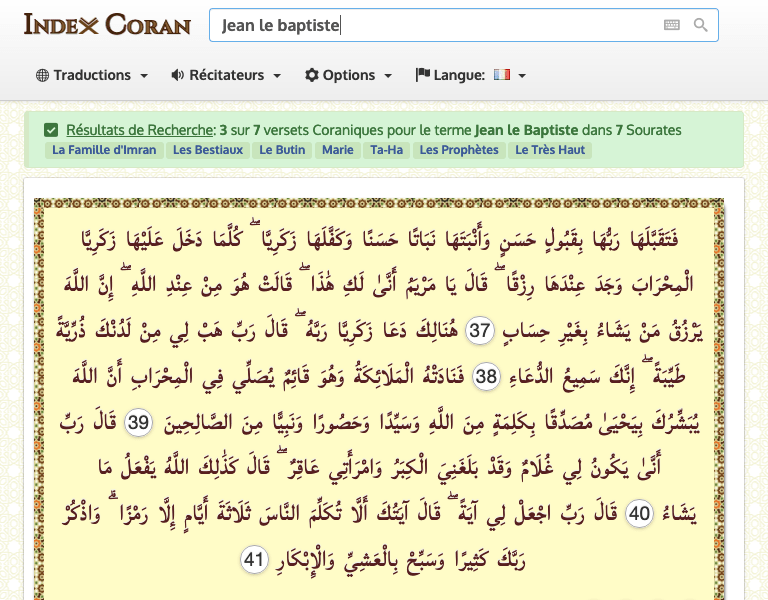 INDEX CORAN
Jean le baptiste
Traductions Récitateurs Options Langue:
Résultats de Recherche: 3 sur 7 versets Coraniques pour le terme Jean le Baptiste dans 7 Sourates
La Famille d'Imran Les Bestiaux Le Butin Marie Ta-Ha Les Prophètes Le Très Haut
فَتَقَبَّلَهَا رَبُّهَا بِقَبُولٍ حَسَنٍ وَأَنْبَتَهَا نَبَاتًا حَسَنًا وَكَفَّلَهَا زَكَرِيَّا ۖ كُلَّمَا دَخَلَ عَلَيْهَا زَكَرِيَّا
الْمِحْرَابَ وَجَدَ عِنْدَهَا رِزْقًا ۖ قَالَ يَا مَرْيَمُ أَنَّىٰ لَكِ هَٰذَا ۖ قَالَتْ هُوَ مِنْ عِنْدِ اللَّهِ ۖ إِنَّ اللَّهَ
يَرْزُقُ مَنْ يَشَاءُ بِغَيْرِ حِسَابٍ 37 هُنَالِكَ دَعَا زَكَرِيَّا رَبَّهُ ۖ قَالَ رَبِّ هَبْ لِي مِنْ لَدُنْكَ ذُرِّيَّةً
طَيِّبَةً ۖ إِنَّكَ سَمِيعُ الدُّعَاءِ 38 فَنَادَتْهُ الْمَلَائِكَةُ وَهُوَ قَائِمٌ يُصَلِّي فِي الْمِحْرَابِ أَنَّ اللَّهَ
يُبَشِّرُكَ بِيَحْيَىٰ مُصَدِّقًا بِكَلِمَةٍ مِنَ اللَّهِ وَسَيِّدًا وَحَصُورًا وَنَبِيًّا مِنَ الصَّالِحِينَ 39 قَالَ رَبِّ
أَنَّىٰ يَكُونُ لِي غُلَامٌ وَقَدْ بَلَغَنِيَ الْكِبَرُ وَامْرَأَتِي عَاقِرٌ ۖ قَالَ كَذَٰلِكَ اللَّهُ يَفْعَلُ مَا
يَشَاءُ 40 قَالَ رَبِّ اجْعَلْ لِي آيَةً ۖ قَالَ آيَتُكَ أَلَّا تُكَلِّمَ النَّاسَ ثَلَاثَةَ أَيَّامٍ إِلَّا رَمْزًا ۗ وَاذْكُرْ
رَبَّكَ كَثِيرًا وَسَبِّحْ بِالْعَشِيِّ وَالْإِبْكَارِ 41